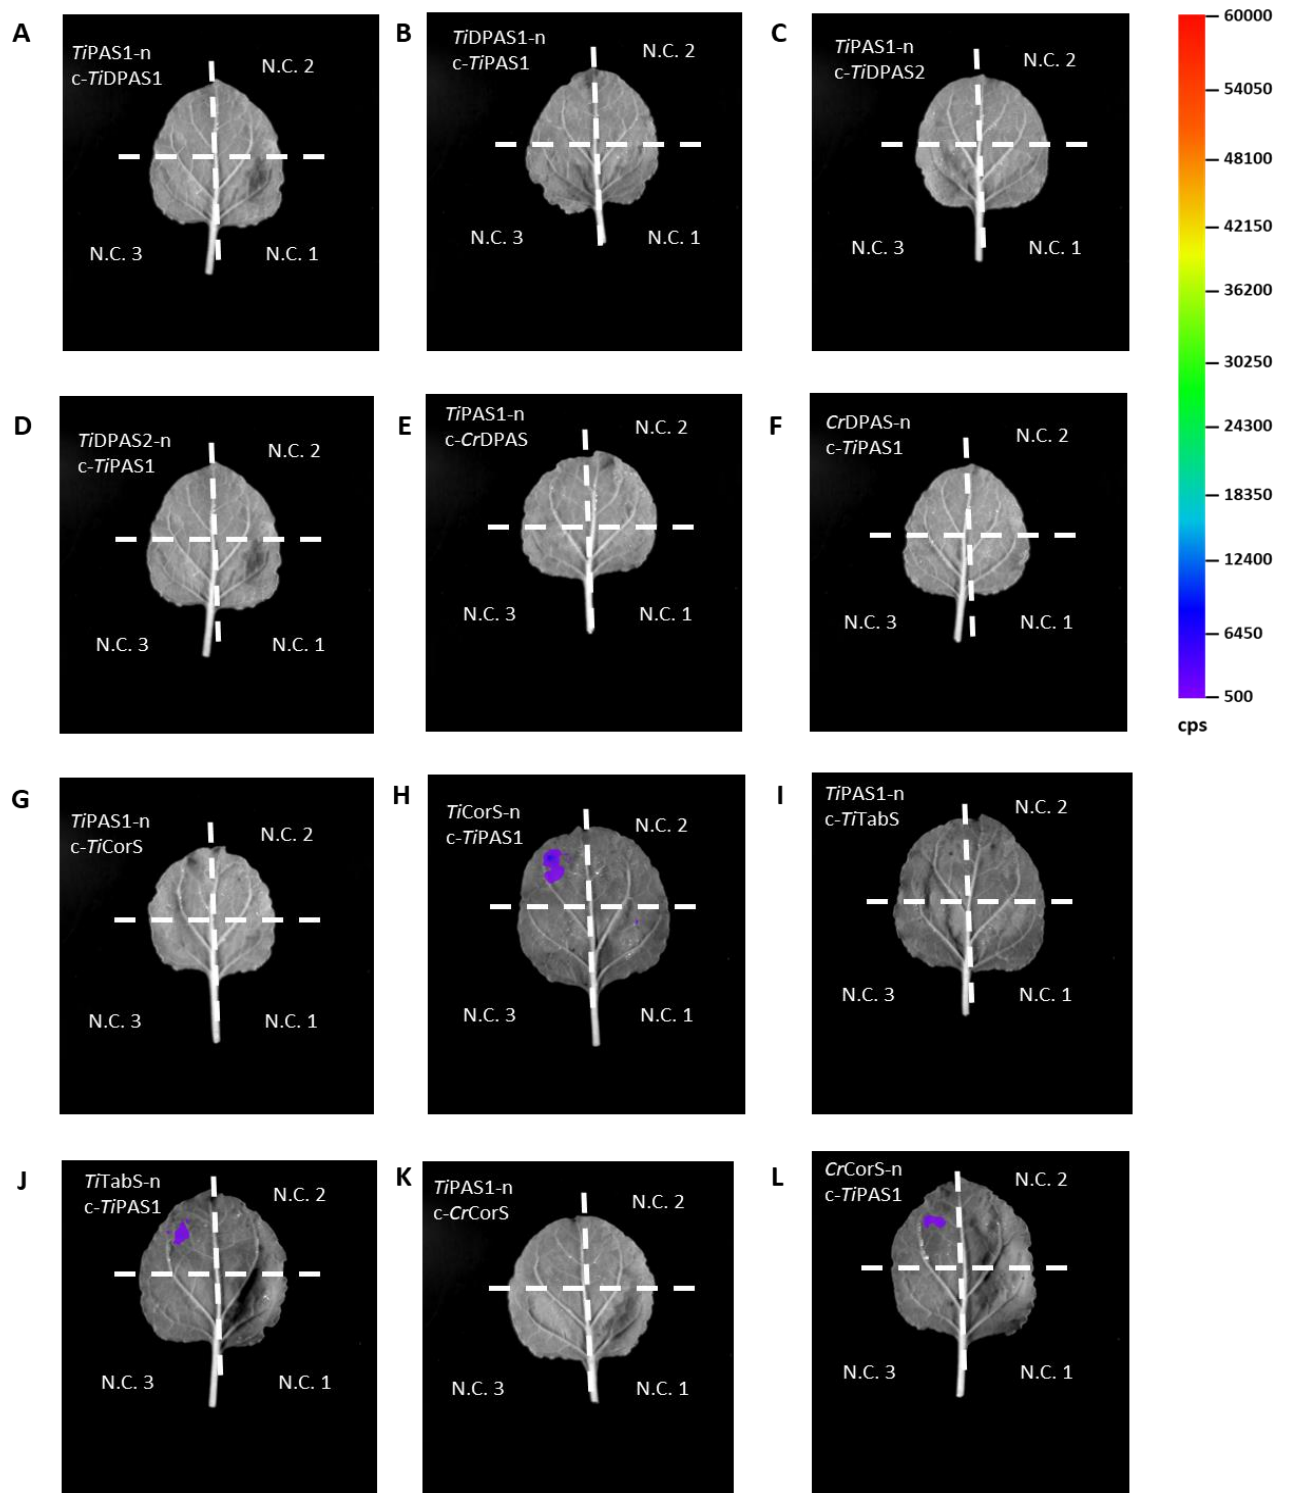 A
TiPAS1-n
c-TiDPAS1
N.C. 2
N.C. 3
N.C. 1
B
TiDPAS1-n
c-TiPAS1
N.C. 2
N.C. 3
N.C. 1
C
TiPAS1-n
c-TiDPAS2
N.C. 2
N.C. 3
N.C. 1
60000
54050
48100
42150
36200
30250
24300
18350
12400
6450
500
cps
D
TiDPAS2-n
c-TiPAS1
N.C. 2
N.C. 3
N.C. 1
E
TiPAS1-n
c-CrDPAS
N.C. 2
N.C. 3
N.C. 1
F
CrDPAS-n
c-TiPAS1
N.C. 2
N.C. 3
N.C. 1
G
TiPAS1-n
c-TiCorS
N.C. 2
N.C. 3
N.C. 1
H
TiCorS-n
c-TiPAS1
N.C. 2
N.C. 3
N.C. 1
I
TiPAS1-n
c-TiTabS
N.C. 2
N.C. 3
N.C. 1
J
TiTabS-n
c-TiPAS1
N.C. 2
N.C. 3
N.C. 1
K
TiPAS1-n
c-CrCorS
N.C. 2
N.C. 3
N.C. 1
L
CrCorS-n
c-TiPAS1
N.C. 2
N.C. 3
N.C. 1